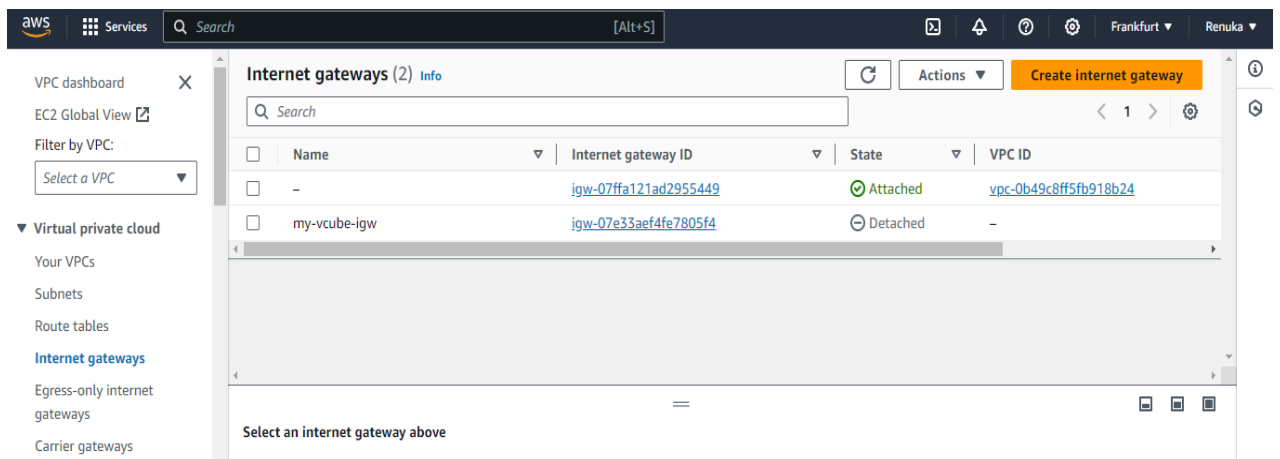 aws Services Search [Alt+S] Frankfurt ▼ Renuka ▼
VPC dashboard
EC2 Global View
Filter by VPC:
Select a VPC
Virtual private cloud
Your VPCs
Subnets
Route tables
Internet gateways
Egress-only internet
gateways
Carrier gateways
Internet gateways (2) Info Actions ▼ Create internet gateway
Search 1
Name Internet gateway ID State VPC ID
– igw-07ffa121ad2955449 Attached vpc-0b49c8ff5fb918b24
my-vcube-igw igw-07e33aef4fe7805f4 Detached –
Select an internet gateway above